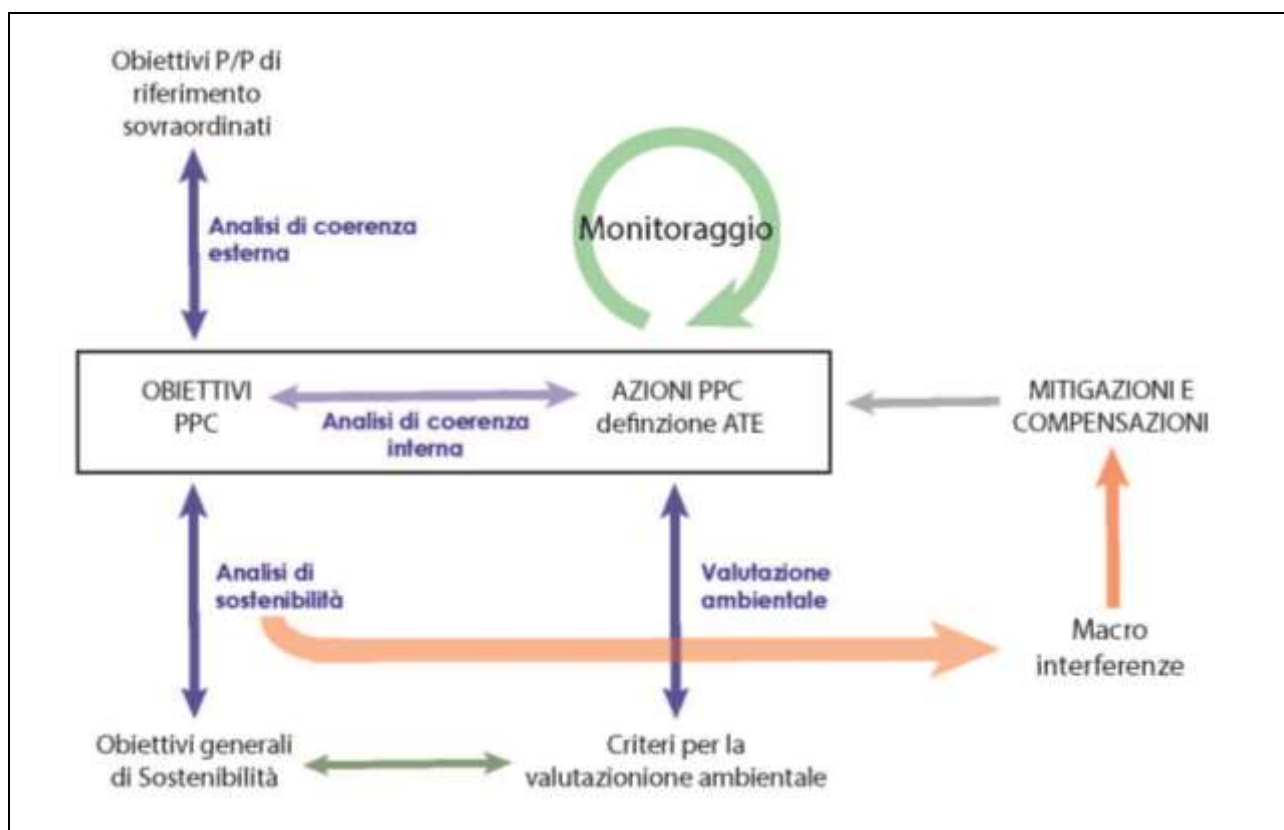 Obiettivi P/P di
riferimento
sovraordinati
Analisi di coerenza
esterna
Monitoraggio
OBIETTIVI
PPC
Analisi di coerenza
interna
AZIONI PPC
definzione ATE
MITIGAZIONI E
COMPENSAZIONI
Analisi di
sostenibilità
Valutazione
ambientale
Macro
interferenze
Obiettivi generali
di Sostenibilità
Criteri per la
valutazionione ambientale